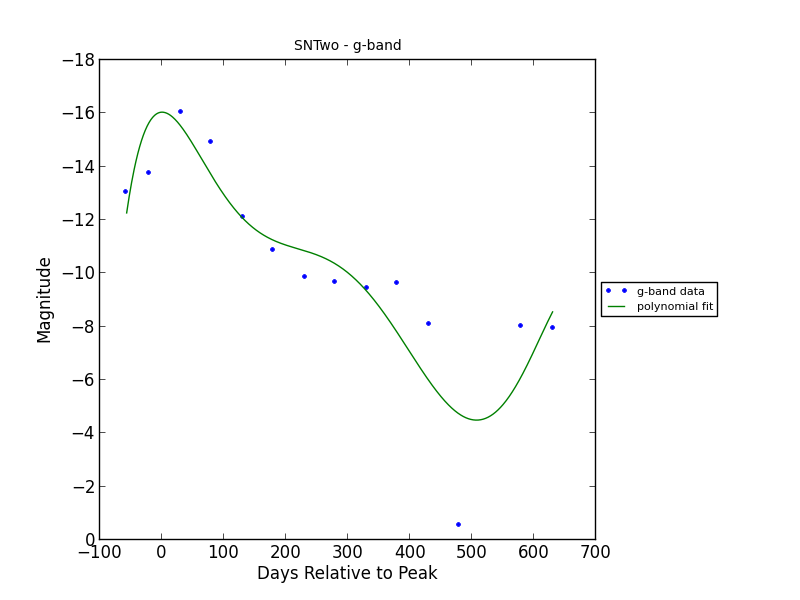 SNTwo - g-band
−18
−16
−14
−12
−10
−8
−6
−4
−2
0
Magnitude
g-band data
polynomial fit
−100 0 100 200 300 400 500 600 700
Days Relative to Peak